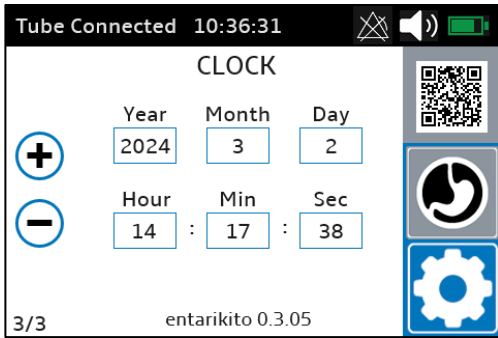 Tube Connected 10:36:31
CLOCK
Year Month Day
2024 3 2
Hour Min Sec
14 : 17 : 38
3/3 entarikito 0.3.05